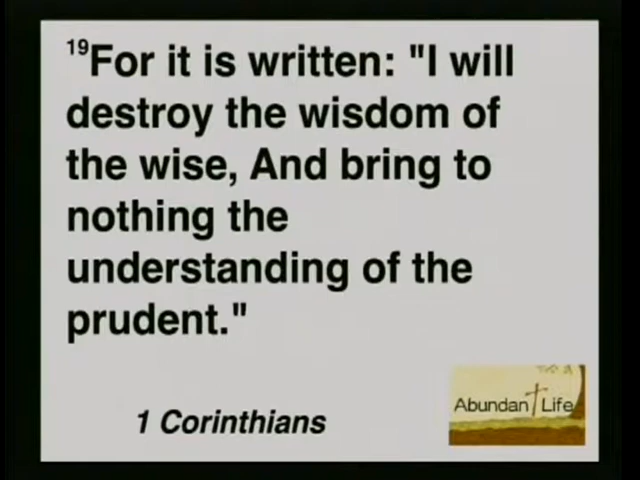 19For it is written: "I will
destroy the wisdom of
the wise, And bring to
nothing the
understanding of the
prudent."
1 Corinthians
Abundan Life